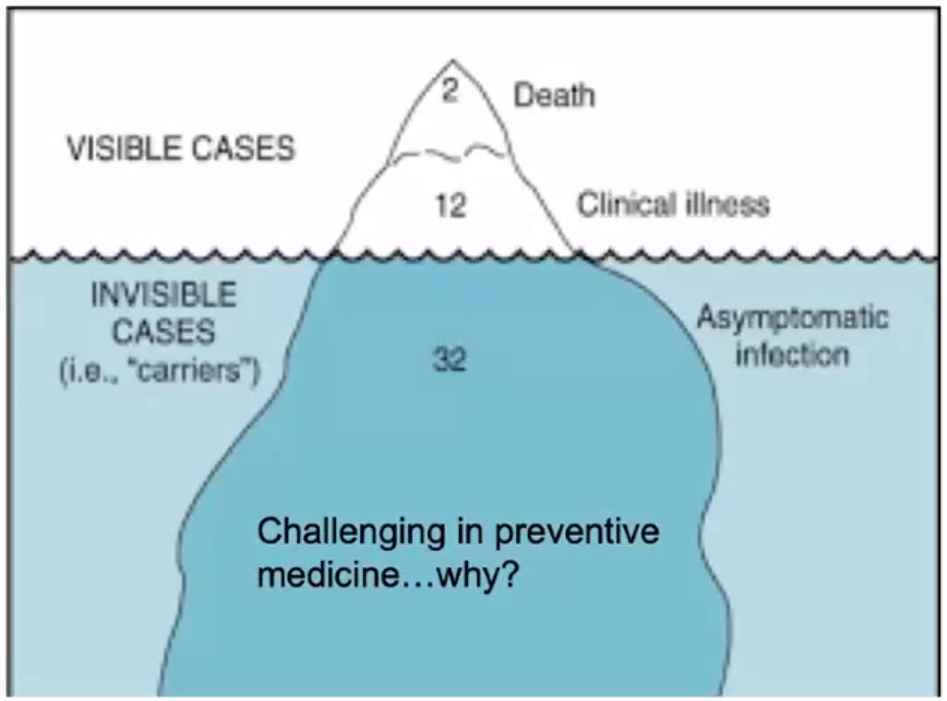 2
Death
VISIBLE CASES
12
Clinical illness
INVISIBLE
CASES
(i.e., "carriers")
Asymptomatic
infection
32
Challenging in preventive
medicine...why?